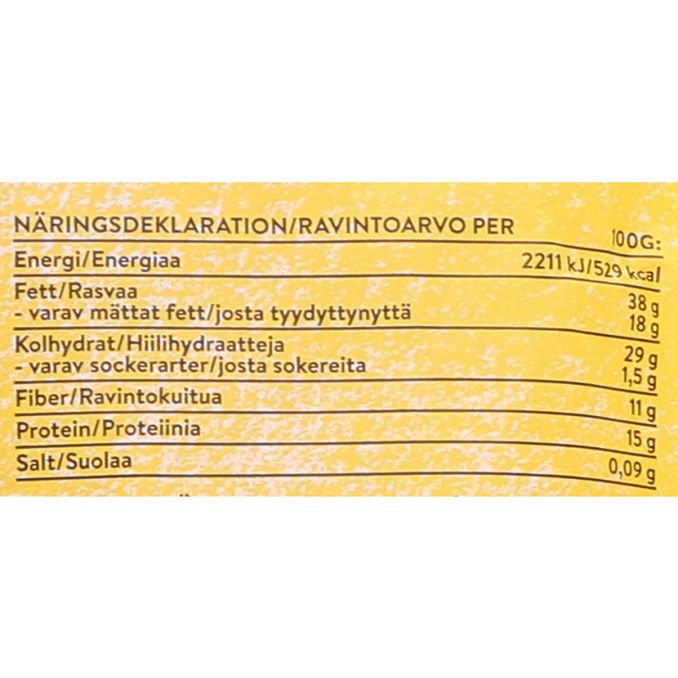 NÄRINGSDEKLARATION/RAVINTOARVO PER 100G:
Energi/Energiaa 2211 kJ/529 kcal
Fett/Rasvaa 38 g
- varav mättat fett/josta tyydyttynyttä 18 g
Kolhydrat/Hiilihydraatteja 29 g
- varav sockerarter/josta sokereita 1,5 g
Fiber/Ravintokuitua 11 g
Protein/Proteiinia 15 g
Salt/Suolaa 0,09 g